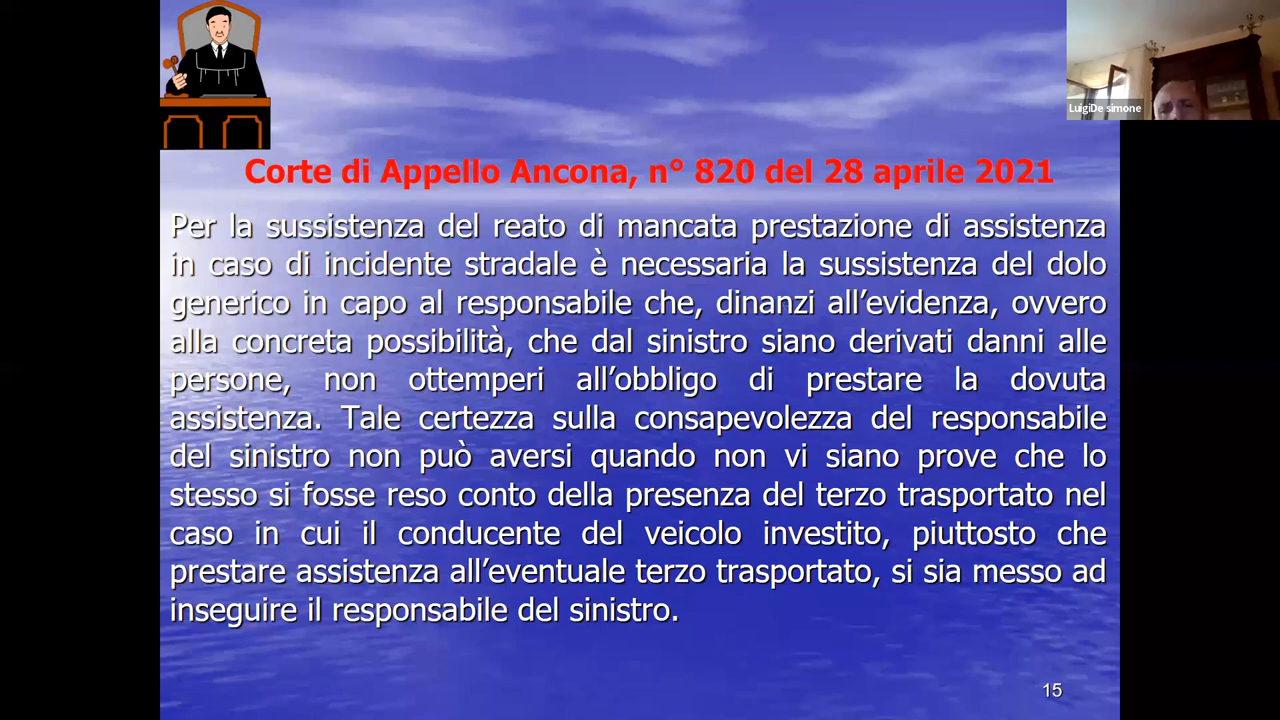 LuigiDe simone
Corte di Appello Ancona, n° 820 del 28 aprile 2021
Per la sussistenza del reato di mancata prestazione di assistenza
in caso di incidente stradale è necessaria la sussistenza del dolo
generico in capo al responsabile che, dinanzi all’evidenza, ovvero
alla concreta possibilità, che dal sinistro siano derivati danni alle
persone, non ottemperi all’obbligo di prestare la dovuta
assistenza. Tale certezza sulla consapevolezza del responsabile
del sinistro non può aversi quando non vi siano prove che lo
stesso si fosse reso conto della presenza del terzo trasportato nel
caso in cui il conducente del veicolo investito, piuttosto che
prestare assistenza all’eventuale terzo trasportato, si sia messo ad
inseguire il responsabile del sinistro.
15